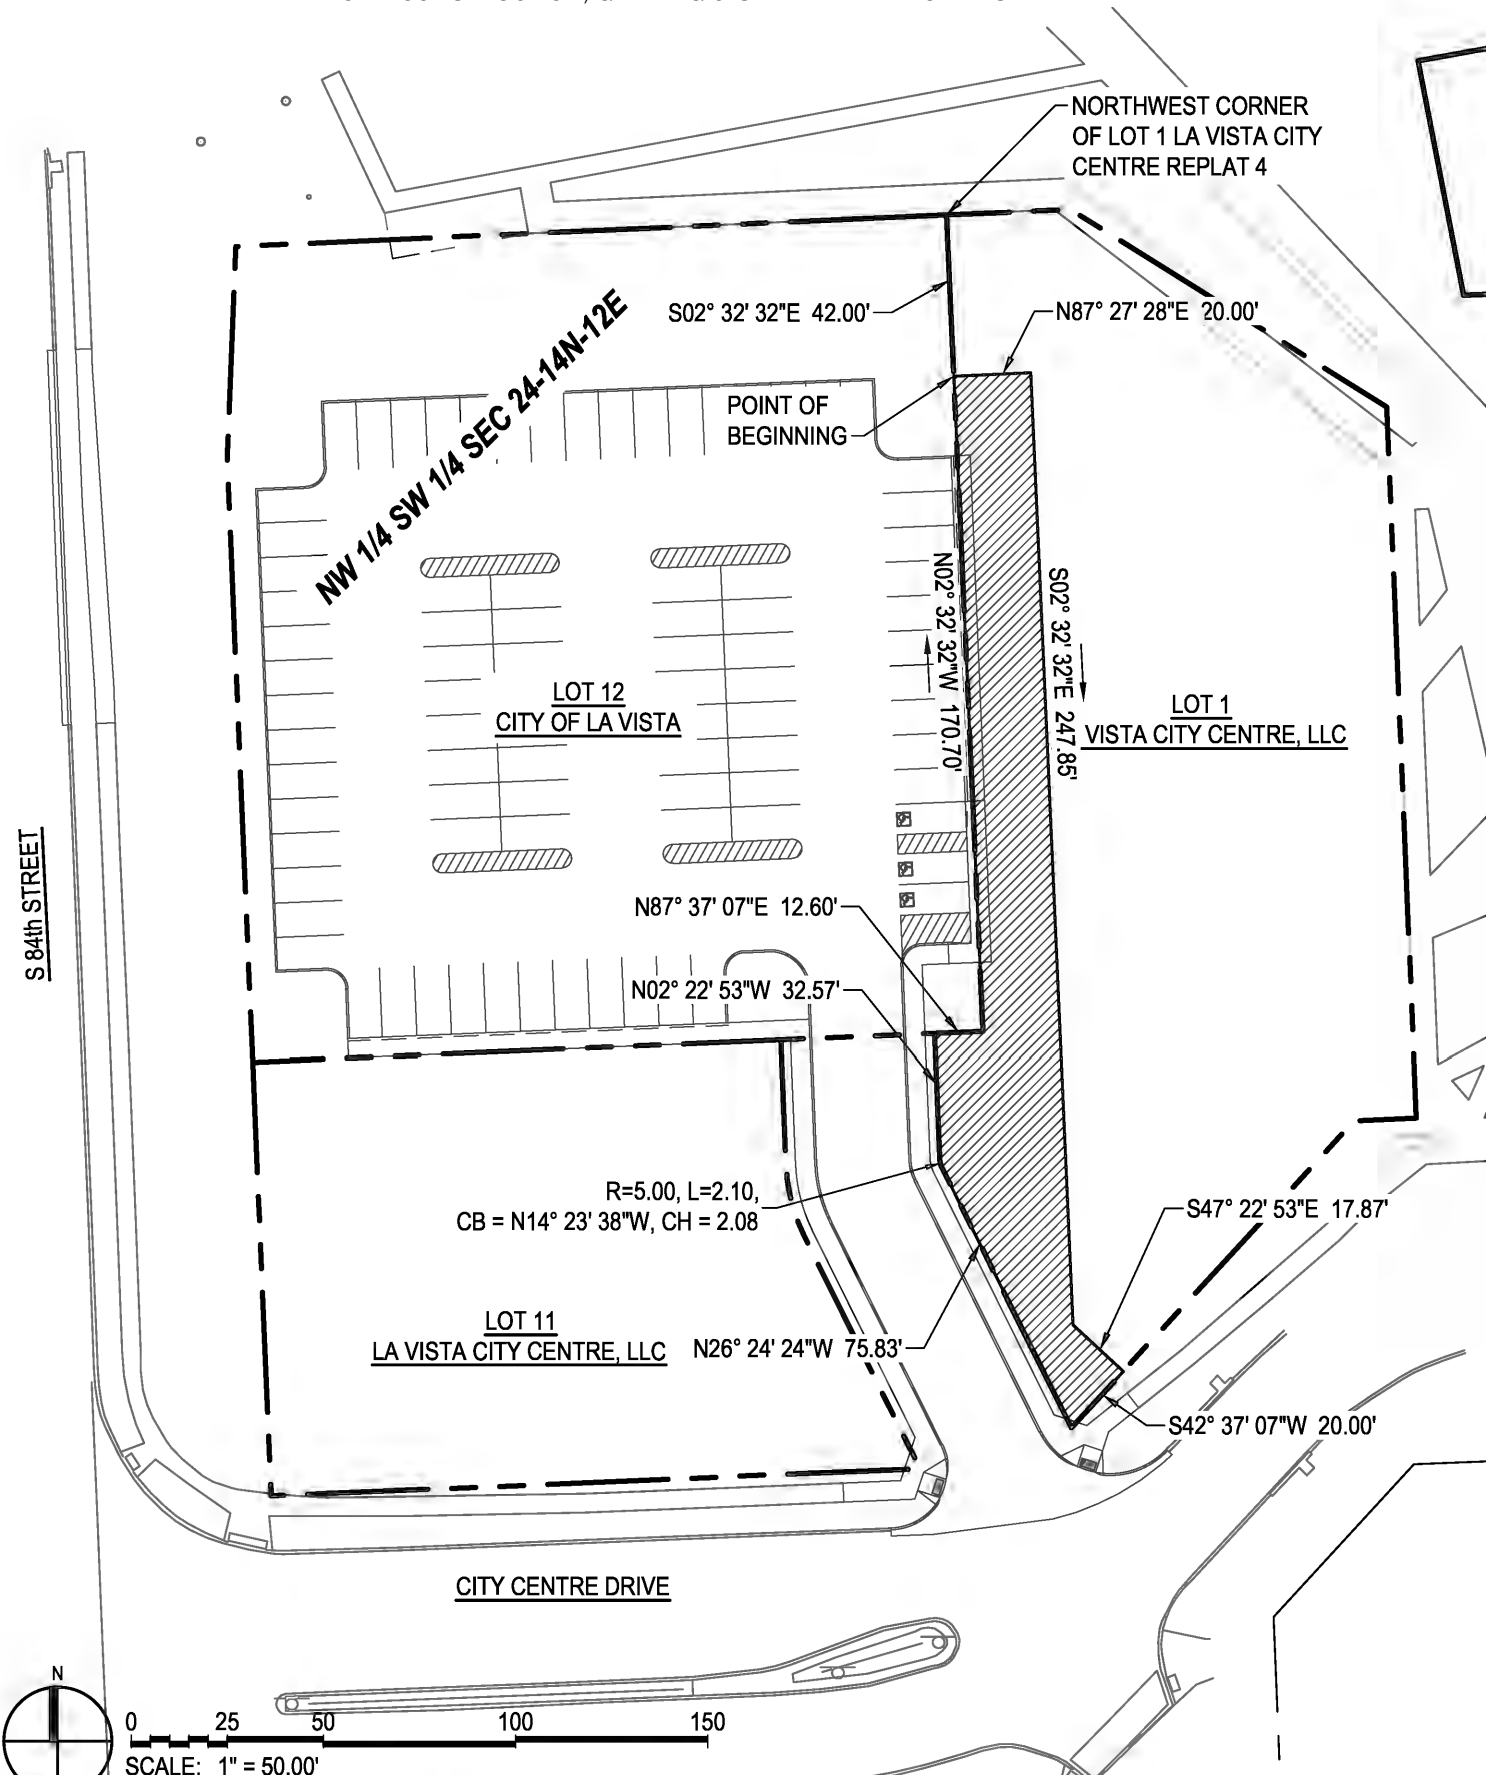 NORTHWEST CORNER
OF LOT 1 LA VISTA CITY
CENTRE REPLAT 4
S02° 32' 32"E 42.00'
N87° 27' 28"E 20.00'
NW 1/4 SW 1/4 SEC 24-14N-12E
POINT OF
BEGINNING
N02° 32' 32"W 170.70'
S02° 32' 32"E 247.85'
LOT 12
CITY OF LA VISTA
LOT 1
VISTA CITY CENTRE, LLC
S 84th STREET
N87° 37' 07"E 12.60'
N02° 22' 53"W 32.57'
R=5.00, L=2.10,
CB = N14° 23' 38"W, CH = 2.08
S47° 22' 53"E 17.87'
LOT 11
LA VISTA CITY CENTRE, LLC
N26° 24' 24"W 75.83'
S42° 37' 07"W 20.00'
CITY CENTRE DRIVE
N
0 25 50 100 150
SCALE: 1" = 50.00'